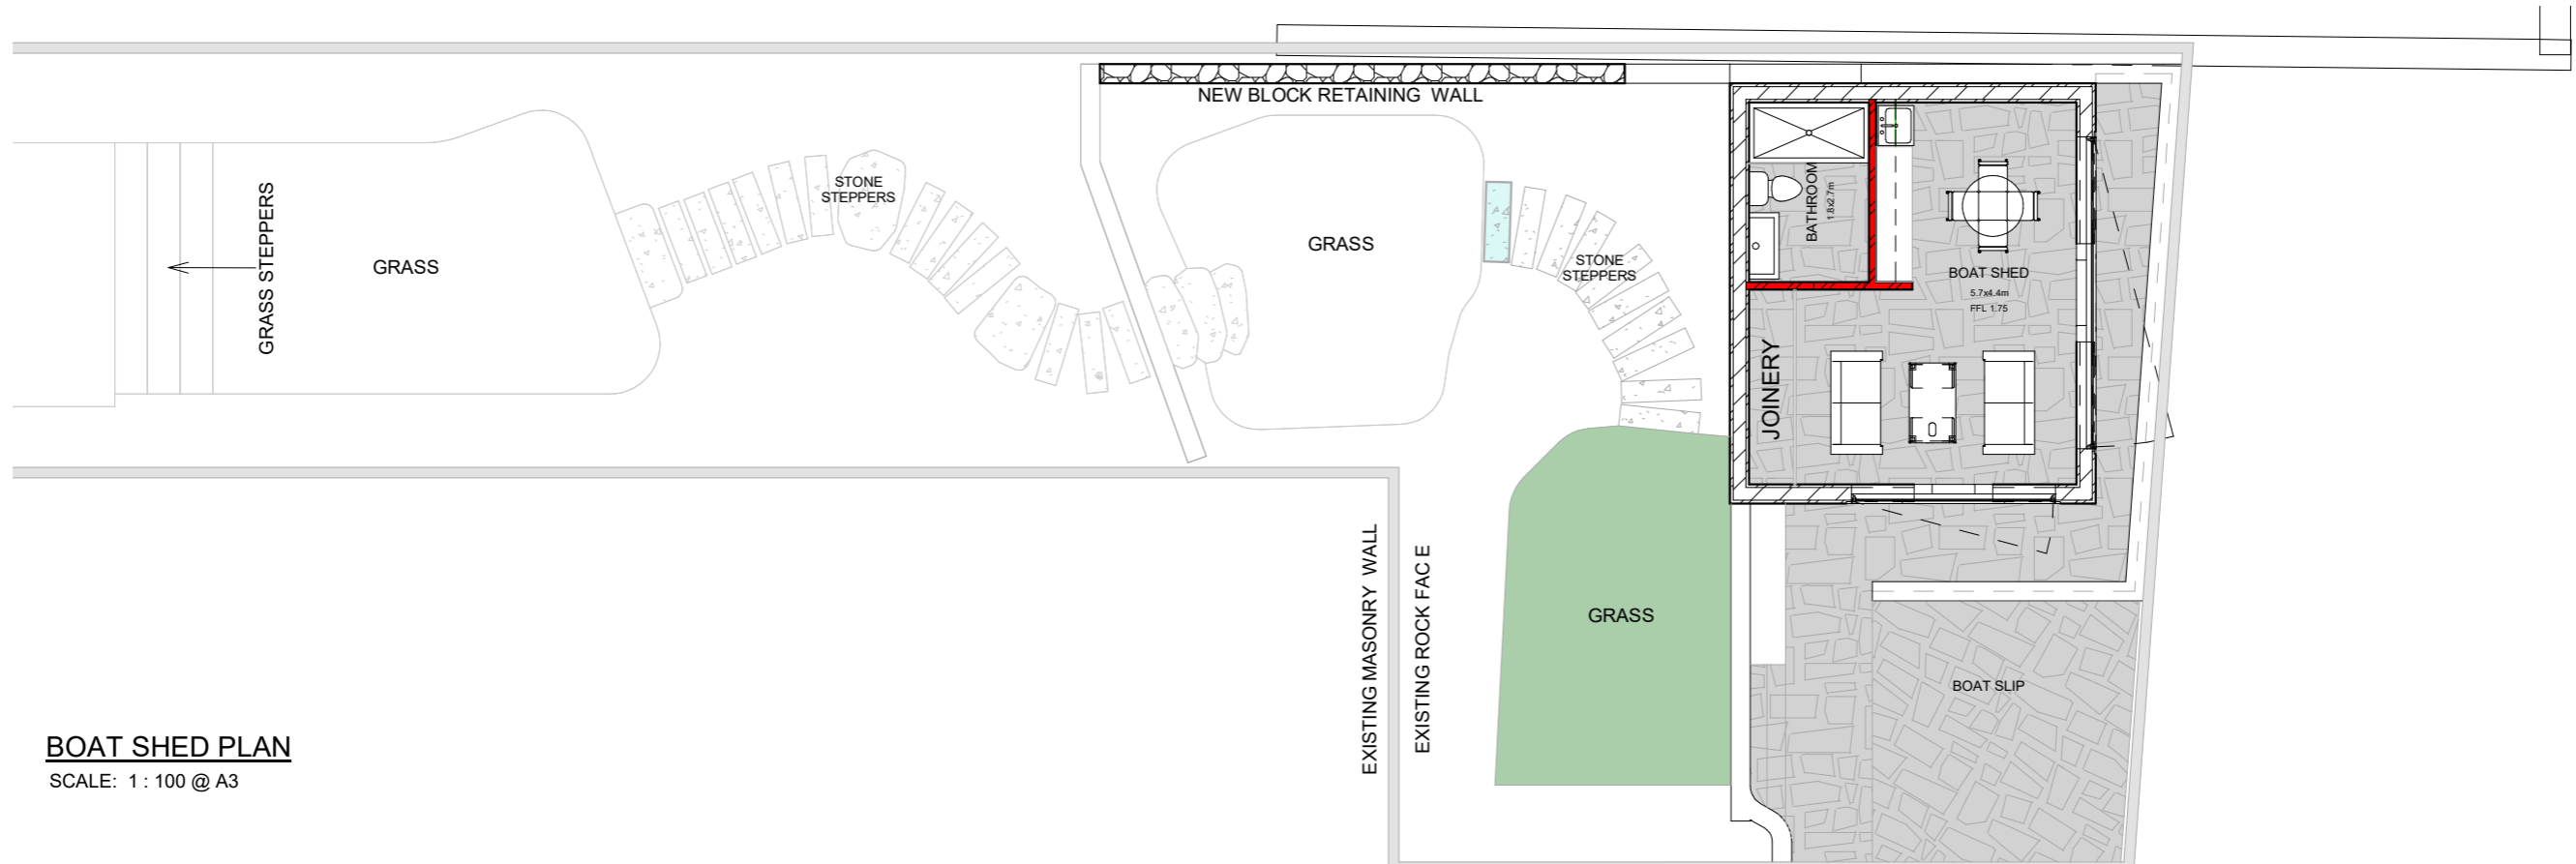 NEW BLOCK RETAINING WALL
STONE
STEPPERS
GRASS STEPPERS
GRASS
GRASS
STONE
STEPPERS
BATHROOM
1.8x2.7m
BOAT SHED
5.7x4.4m
FFL 1.75
JOINERY
EXISTING MASONRY WALL
EXISTING ROCK FAC E
GRASS
BOAT SLIP
BOAT SHED PLAN
SCALE: 1 : 100 @ A3